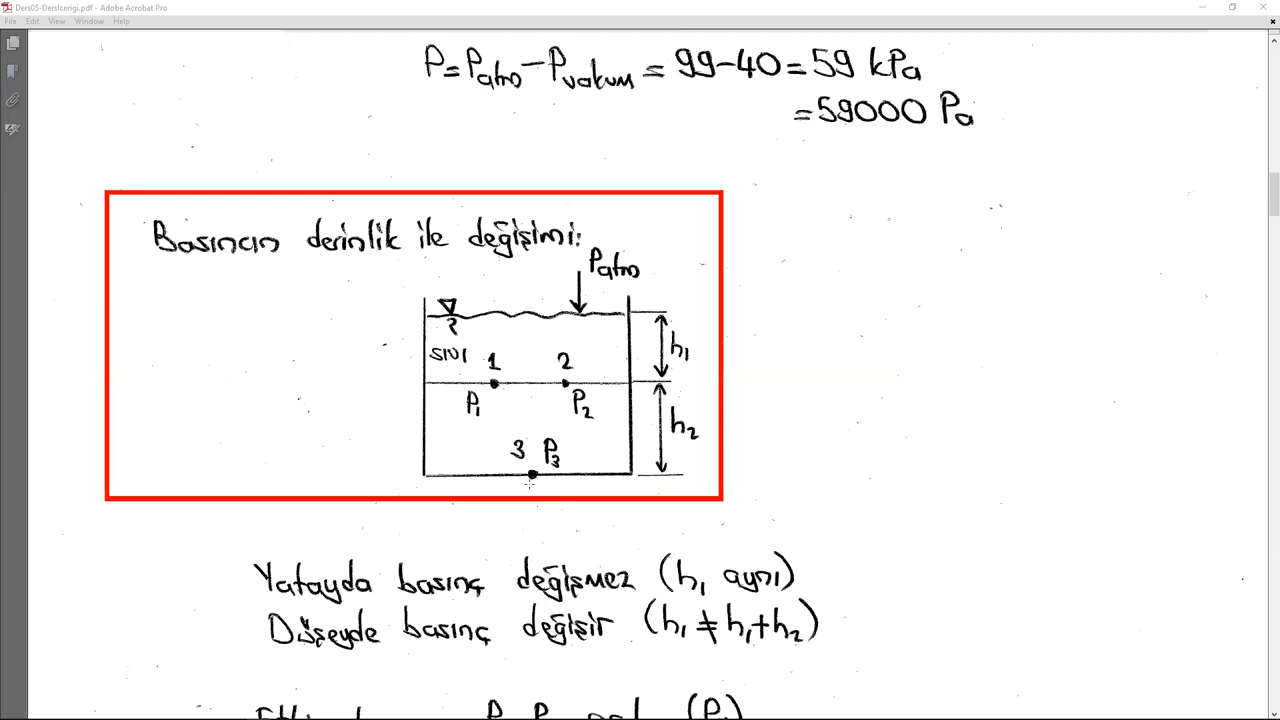 Ders05-DersIcerigi.pdf - Adobe Acrobat Pro
File Edit View Window Help
P=Patm-Pvakum=99-40=59 kPa
=59000 Pa
Basıncın derinlik ile değişimi:
Patm
sıvı
1 2
h1
P1 P2
h2
3 P3
Yatayda basınç değişmez (h1 aynı)
Düşeyde basınç değişir (h1≠h1+h2)